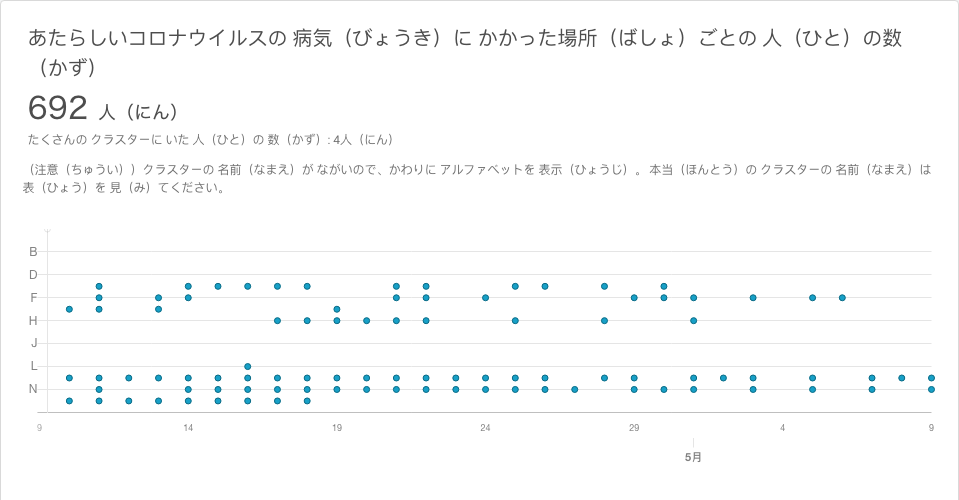 あたらしいコロナウイルスの 病気（びょうき）に かかった場所（ばしょ）ごとの 人（ひと）の数
（かず）
692 人（にん）
たくさんの クラスターに いた 人（ひと）の 数（かず）: 4人（にん）
（注意（ちゅうい））クラスターの 名前（なまえ）が ながいので、かわりに アルファベットを 表示（ひょうじ）。 本当（ほんとう）の クラスターの 名前（なまえ）は
表（ひょう）を 見（み）てください。
B
D
F
H
J
L
N
9 14 19 24 29 4 9
5月